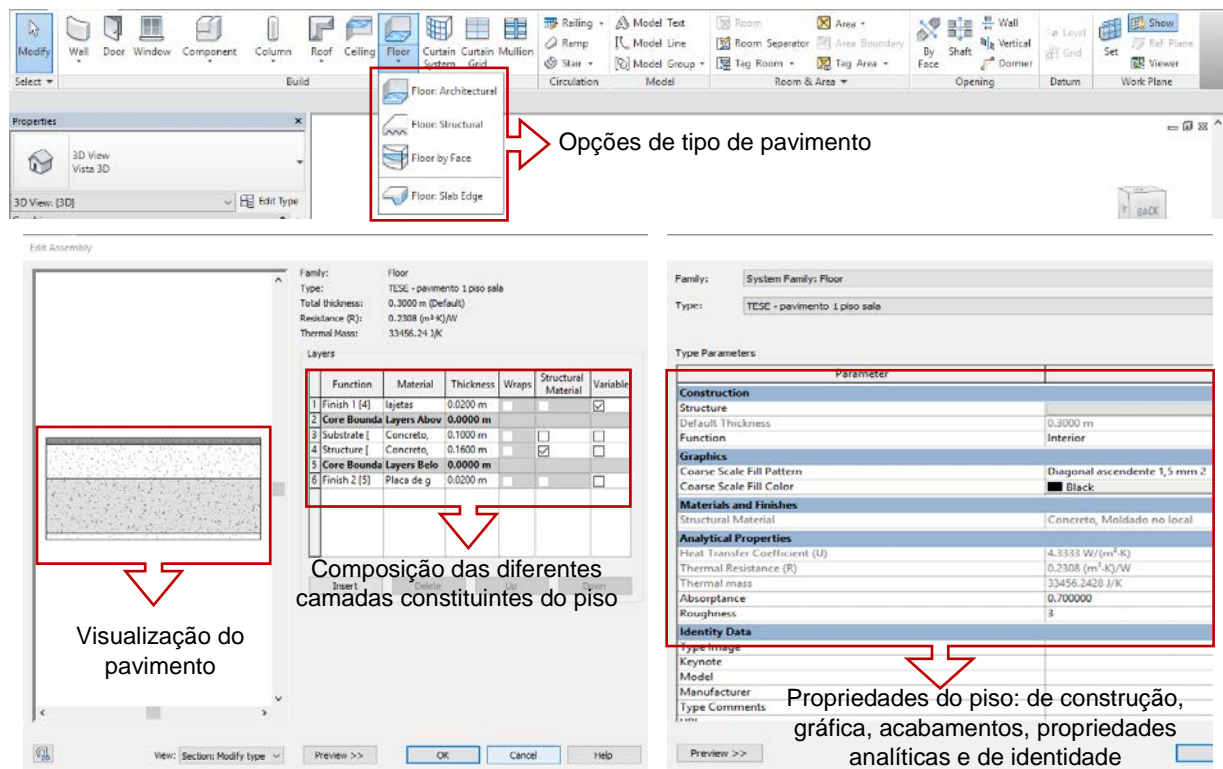 Railing Model Text Room Area Wall Show
Modify Wall Door Window Component Column Roof Ceiling Floor Curtain System Curtain Grid Mullion
Ramp Model Line Room Separator Area Boundary By Face Shaft Vertical Level Grid Set Ref Plane
Stair Model Group Tag Room Tag Area Dormer Viewer
Select Build Circulation Model Room & Area Opening Datum Work Plane
Floor: Architectural
Floor: Structural
Floor by Face
Floor: Slab Edge
Opções de tipo de pavimento
Properties
3D View
Vista 3D
3D View: {3D} Edit Type
BACK
Edit Assembly
Family: Floor
Type: TESE - pavimento 1 piso sala
Total thickness: 0.3000 m (Default)
Resistance (R): 0.2308 (m²·K)/W
Thermal Mass: 33456.24 J/K
Layers
Function Material Thickness Wraps Structural Material Variable
1 Finish 1 [4] lajetas 0.0200 m
2 Core Bounda Layers Abov 0.0000 m
3 Substrate [ Concreto, 0.1000 m
4 Structure [ Concreto, 0.1600 m
5 Core Bounda Layers Belo 0.0000 m
6 Finish 2 [5] Placa de g 0.0200 m
Insert Delete Up Down
Composição das diferentes
camadas constituintes do piso
Visualização do
pavimento
View: Section: Modify type Preview >> OK Cancel Help
Family: System Family: Floor
Type: TESE - pavimento 1 piso sala
Type Parameters
Parameter
Construction
Structure
Default Thickness 0.3000 m
Function Interior
Graphics
Coarse Scale Fill Pattern Diagonal ascendente 1,5 mm 2
Coarse Scale Fill Color Black
Materials and Finishes
Structural Material Concreto, Moldado no local
Analytical Properties
Heat Transfer Coefficient (U) 4.3333 W/(m²·K)
Thermal Resistance (R) 0.2308 (m²·K)/W
Thermal mass 33456.2428 J/K
Absorptance 0.700000
Roughness 3
Identity Data
Type Image
Keynote
Model
Manufacturer
Type Comments
Propriedades do piso: de construção,
gráfica, acabamentos, propriedades
analíticas e de identidade
Preview >>